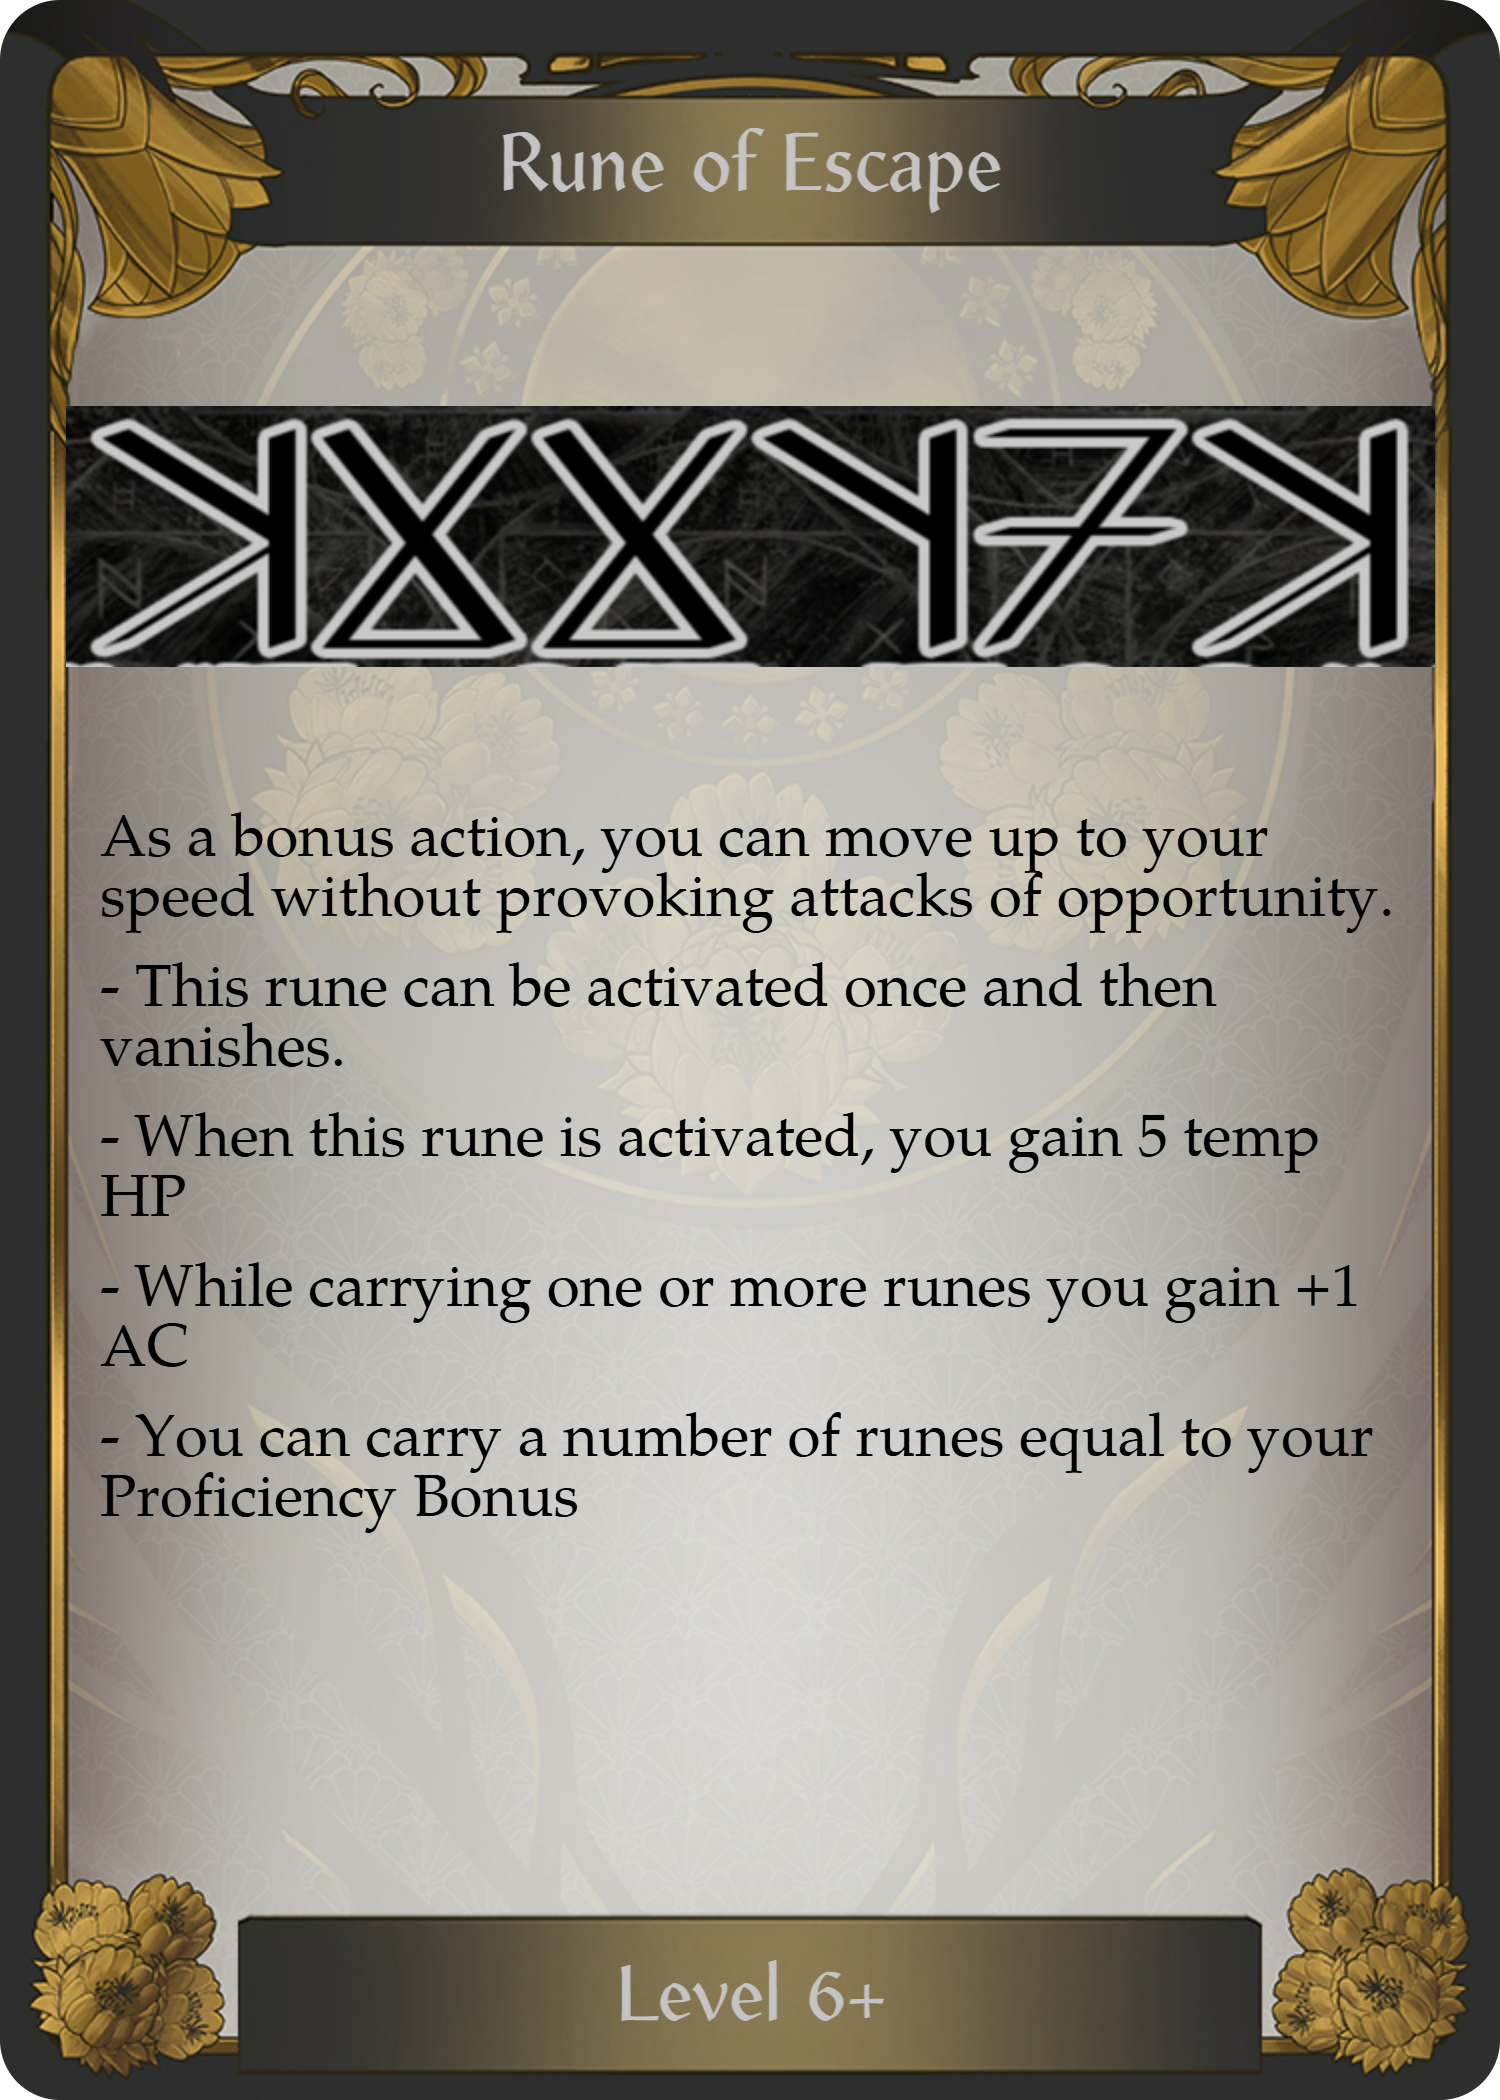 Rune of Escape
As a bonus action, you can move up to your
speed without provoking attacks of opportunity.
- This rune can be activated once and then
vanishes.
- When this rune is activated, you gain 5 temp
HP
- While carrying one or more runes you gain +1
AC
- You can carry a number of runes equal to your
Proficiency Bonus
Level 6+